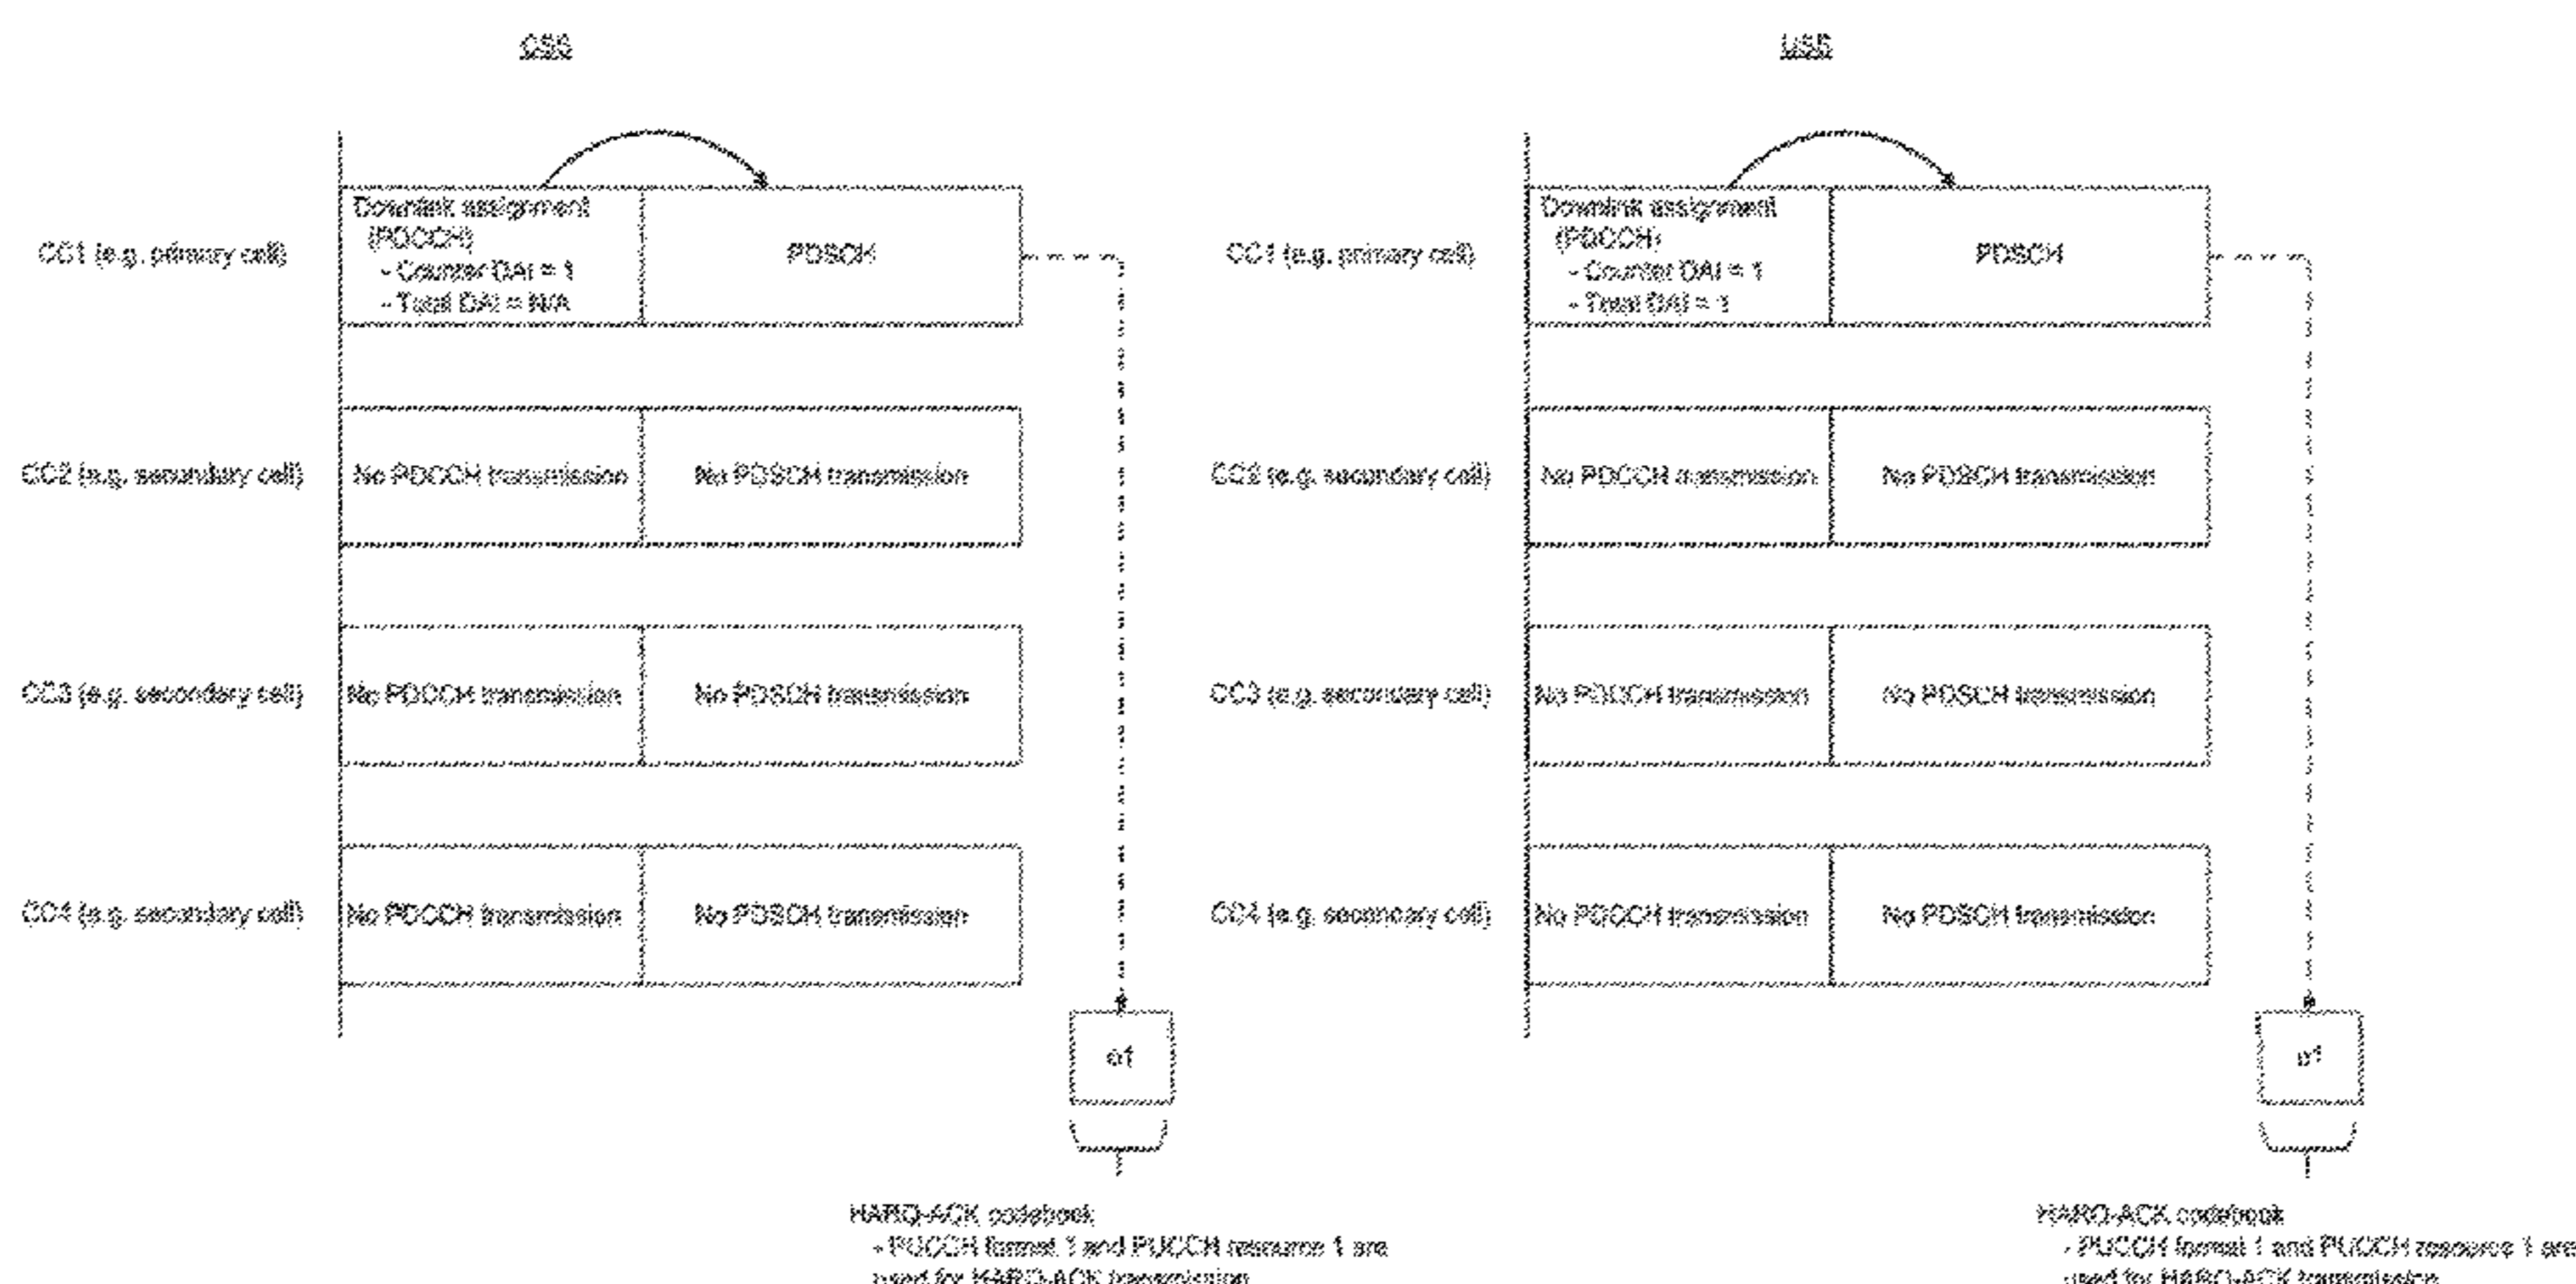 CSS
Downlink assignment
(PDCCH)
- Counter DAI = 1
- Total DAI = N/A
PDSCH
CC1 (e.g. primary cell)
CC2 (e.g. secondary cell)
No PDCCH transmission
No PDSCH transmission
CC3 (e.g. secondary cell)
No PDCCH transmission
No PDSCH transmission
CC4 (e.g. secondary cell)
No PDCCH transmission
No PDSCH transmission
a1
HARQ-ACK codebook
- PUCCH format 1 and PUCCH resource 1 are
used for HARQ-ACK transmission
USS
Downlink assignment
(PDCCH)
- Counter DAI = 1
- Total DAI = 1
PDSCH
CC1 (e.g. primary cell)
CC2 (e.g. secondary cell)
No PDCCH transmission
No PDSCH transmission
CC3 (e.g. secondary cell)
No PDCCH transmission
No PDSCH transmission
CC4 (e.g. secondary cell)
No PDCCH transmission
No PDSCH transmission
a1
HARQ-ACK codebook
- PUCCH format 1 and PUCCH resource 1 are
used for HARQ-ACK transmission